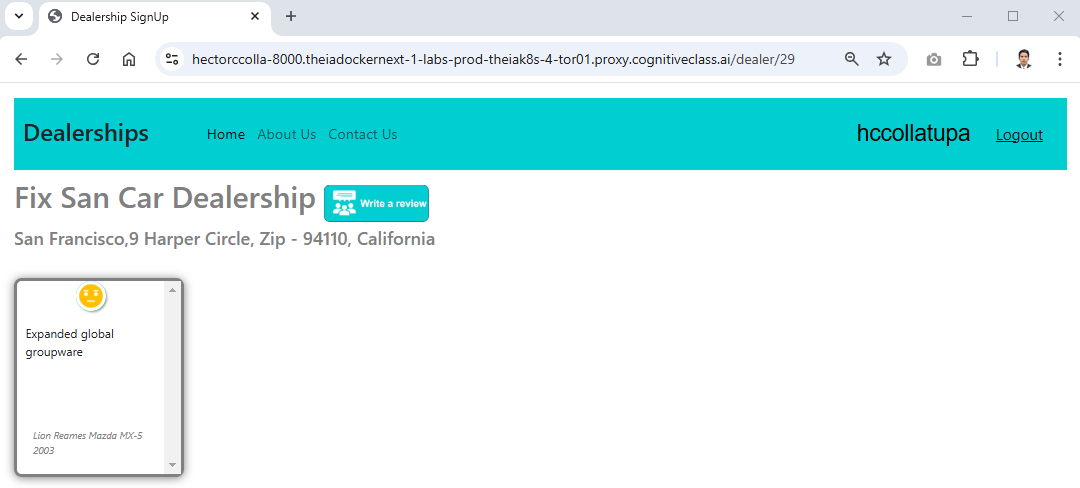 Dealership SignUp
hectorccolla-8000.theiadockernext-1-labs-prod-theiak8s-4-tor01.proxy.cognitiveclass.ai/dealer/29
Dealerships Home About Us Contact Us hccollatupa Logout
Fix San Car Dealership Write a review
San Francisco,9 Harper Circle, Zip - 94110, California
Expanded global
groupware
Lion Reames Mazda MX-5
2003